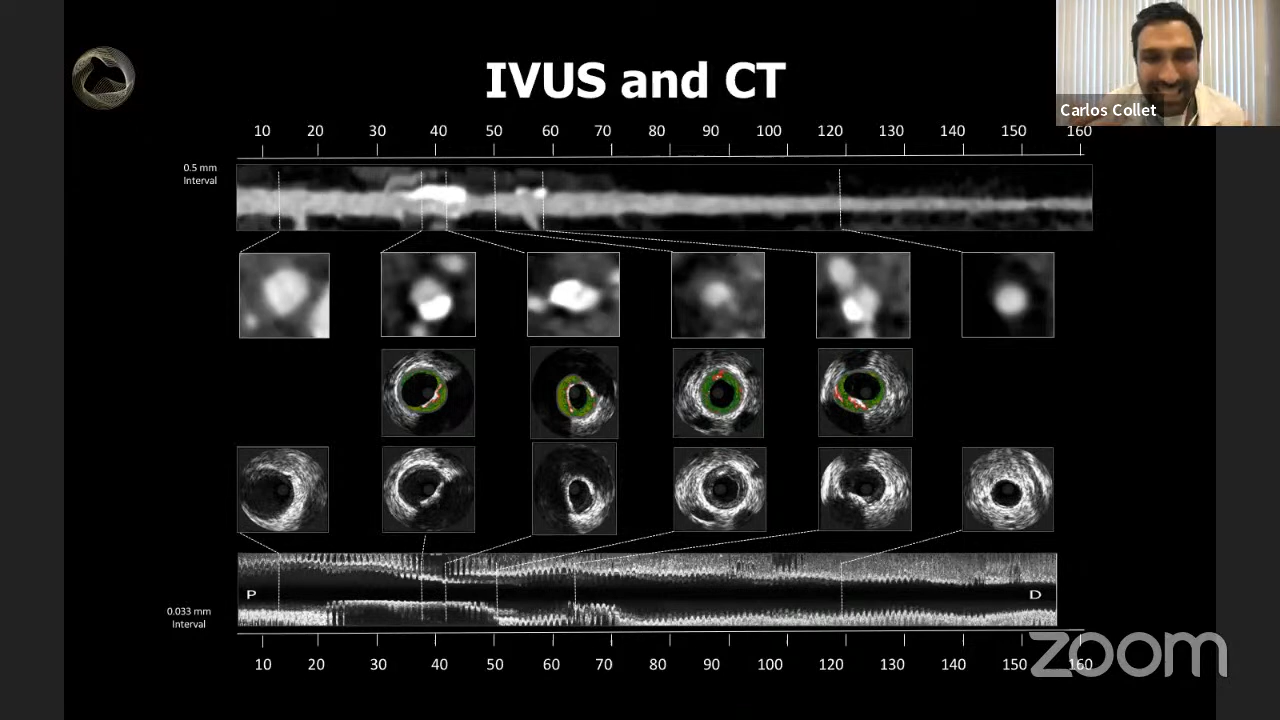 IVUS and CT
Carlos Collet
10 20 30 40 50 60 70 80 90 100 120 130 140 150 160
0.5 mm
Interval
P
D
0.033 mm
Interval
10 20 30 40 50 60 70 80 90 100 120 130 140 150 160
zoom